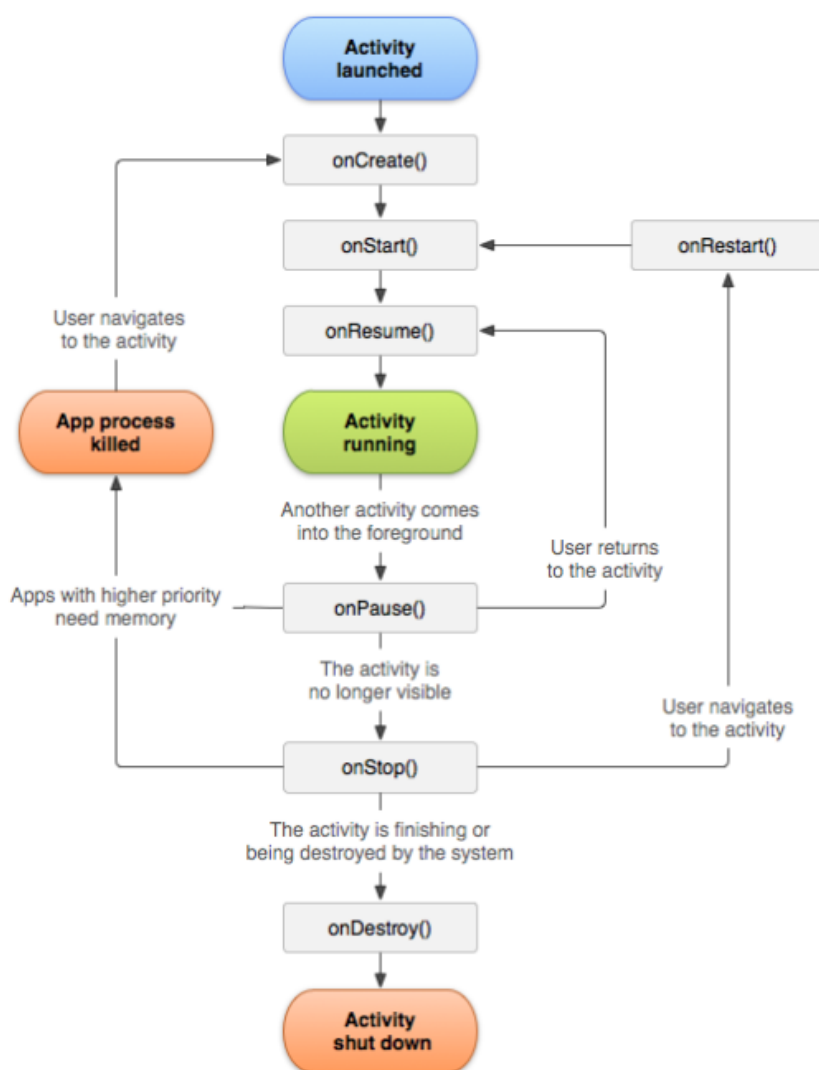 Activity
launched
onCreate()
onStart()
onRestart()
User navigates
to the activity
onResume()
App process
killed
Activity
running
Another activity comes
into the foreground
User returns
to the activity
Apps with higher priority
need memory
onPause()
The activity is
no longer visible
User navigates
to the activity
onStop()
The activity is finishing or
being destroyed by the system
onDestroy()
Activity
shut down